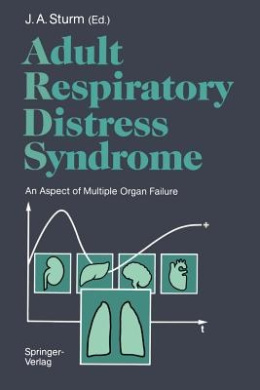 J. A. Sturm (Ed.)
Adult
Respiratory
Distress
Syndrome
An Aspect of Multiple Organ Failure
+
t
Springer-
Verlag